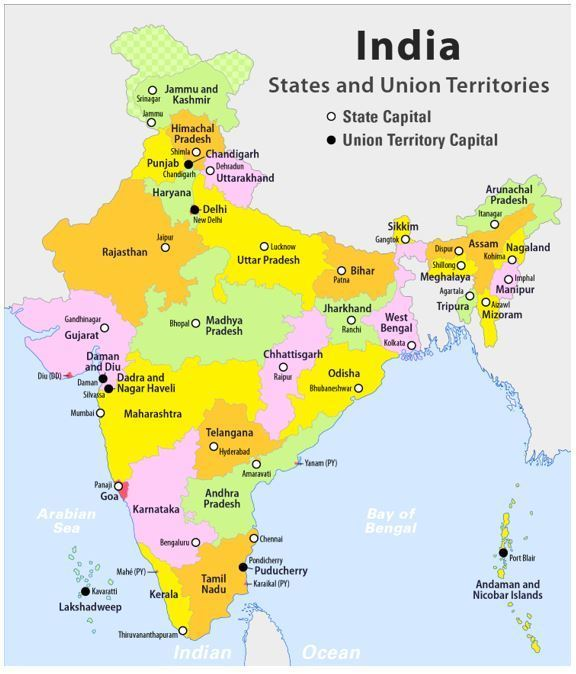 India
States and Union Territories
State Capital
Union Territory Capital
Jammu and
Kashmir
Srinagar
Jammu
Himachal
Pradesh
Shimla
Punjab
Chandigarh
Chandigarh
Dehradun
Uttarakhand
Haryana
Delhi
New Delhi
Arunachal
Pradesh
Itanagar
Sikkim
Gangtok
Assam
Dispur
Nagaland
Kohima
Shillong
Meghalaya
Imphal
Manipur
Agartala
Tripura
Aizawl
Mizoram
Rajasthan
Jaipur
Lucknow
Uttar Pradesh
Bihar
Patna
Gandhinagar
Gujarat
Bhopal
Madhya
Pradesh
Jharkhand
Ranchi
West
Bengal
Kolkata
Daman
and Diu
Diu (DD)
Daman
Dadra and
Nagar Haveli
Silvassa
Chhattisgarh
Raipur
Odisha
Bhubaneshwar
Mumbai
Maharashtra
Telangana
Hyderabad
Yanam (PY)
Amaravati
Panaji
Goa
Andhra
Pradesh
Karnataka
Arabian
Sea
Bay of
Bengal
Bengaluru
Chennai
Port Blair
Mahé (PY)
Pondicherry
Puducherry
Karaikal (PY)
Tamil
Nadu
Kerala
Andaman and
Nicobar Islands
Kavaratti
Lakshadweep
Thiruvananthapuram
Indian Ocean